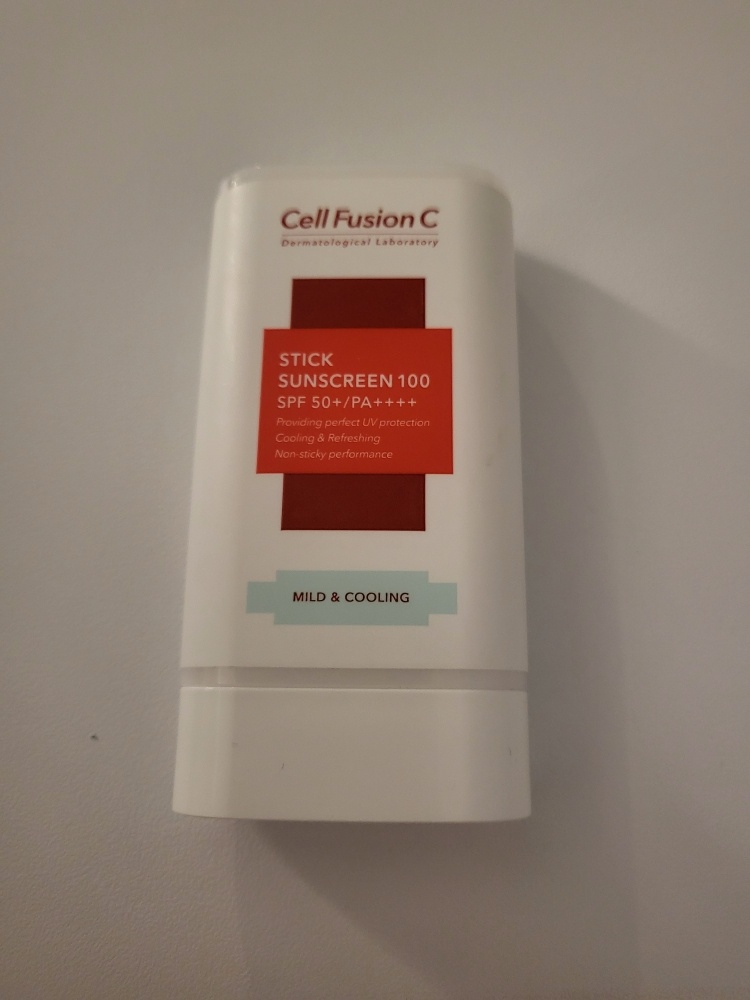 Cell Fusion C
Dermatological Laboratory
STICK
SUNSCREEN 100
SPF 50+/PA++++
Providing perfect UV protection
Cooling & Refreshing
Non-sticky performance
MILD & COOLING